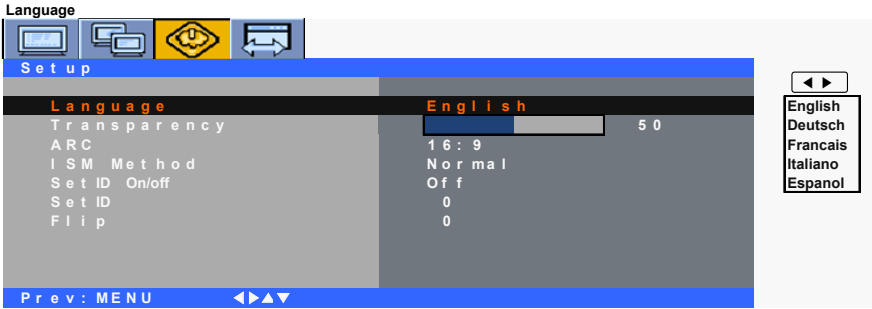 Language
Setup
Language English
Transparency 50
ARC 16:9
ISM Method Normal
Set ID On/off Off
Set ID 0
Flip 0
Prev: MENU ◀▶▲▼
◀ ▶
English
Deutsch
Francais
Italiano
Espanol